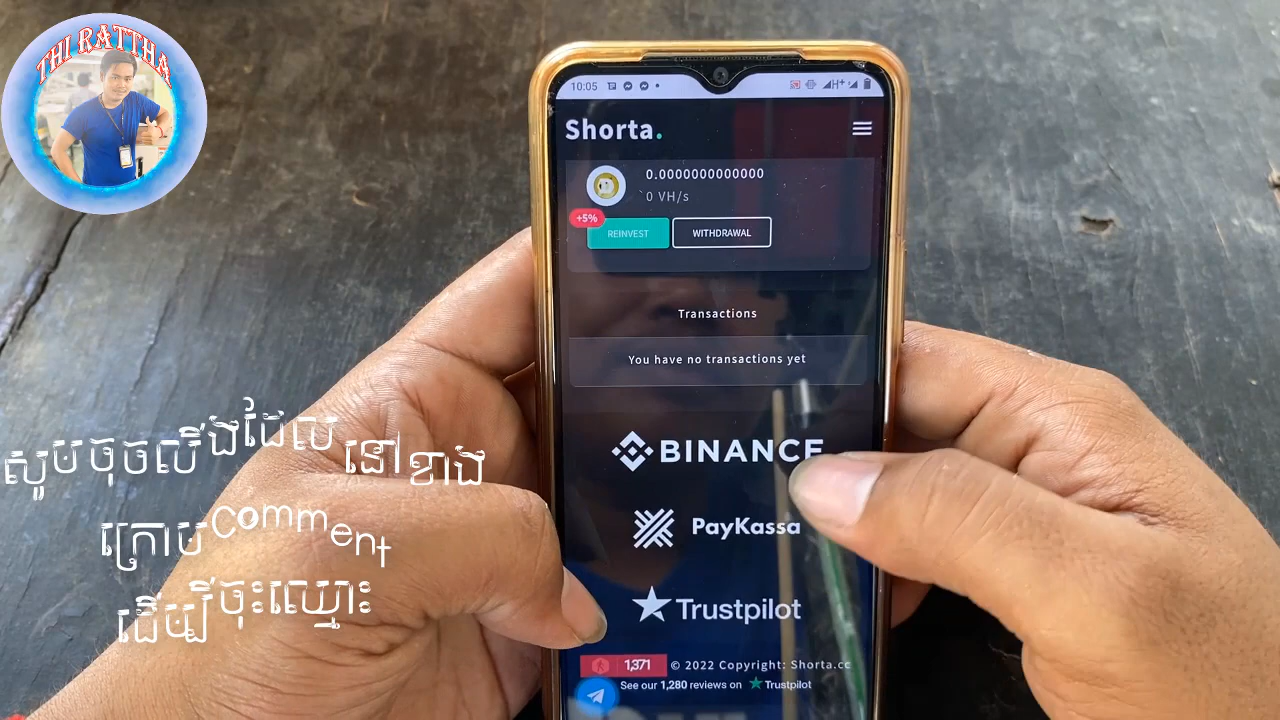 THI RATTHA
10:05
H+
Shorta.
0.0000000000000
`0 VH/s
+5%
REINVEST
WITHDRAWAL
Transactions
You have no transactions yet
BINANCE
PayKassa
Trustpilot
1,371 © 2022 Copyright: Shorta.cc
See our 1,280 reviews on Trustpilot
សូមចុចលើងដែលនៅខាង
ក្រោមcomment
ដើម្បីចុះឈ្មោះ